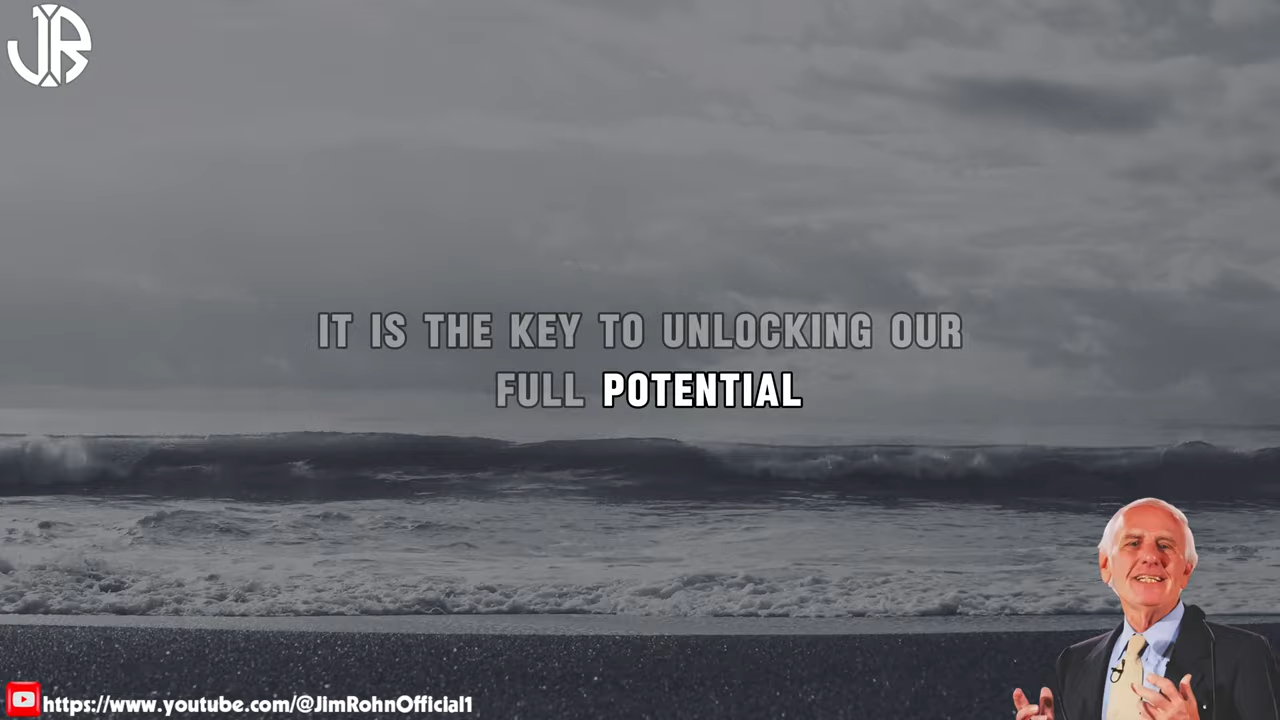 JR
IT IS THE KEY TO UNLOCKING OUR
FULL POTENTIAL
https://www.youtube.com/@JimRohnOfficial1